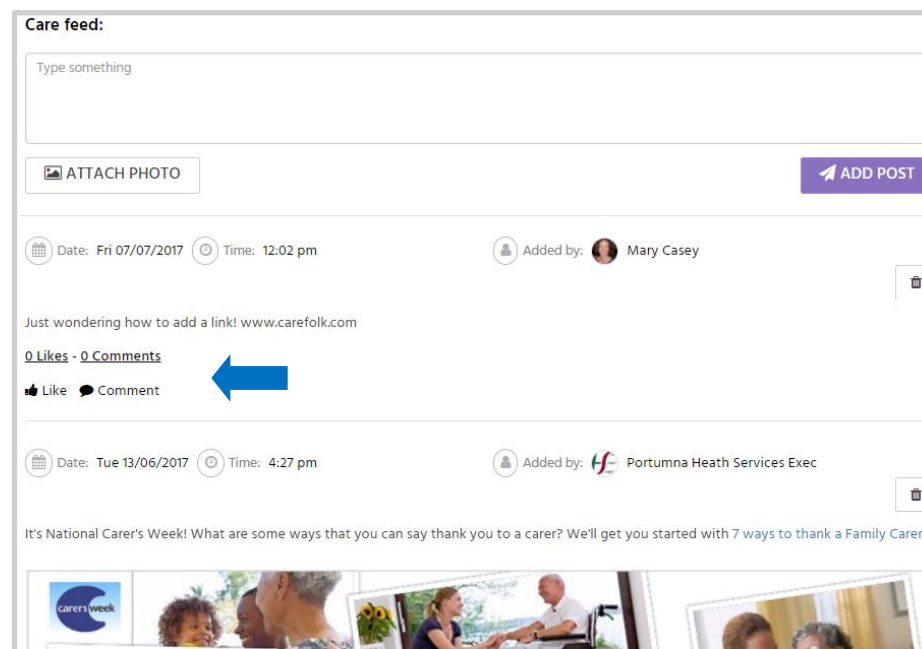 Care feed:
Type something
ATTACH PHOTO
ADD POST
Date: Fri 07/07/2017 Time: 12:02 pm Added by: Mary Casey
Just wondering how to add a link! www.carefolk.com
0 Likes - 0 Comments
Like Comment
Date: Tue 13/06/2017 Time: 4:27 pm Added by: Portumna Heath Services Exec
It's National Carer's Week! What are some ways that you can say thank you to a carer? We'll get you started with 7 ways to thank a Family Carer
carers week